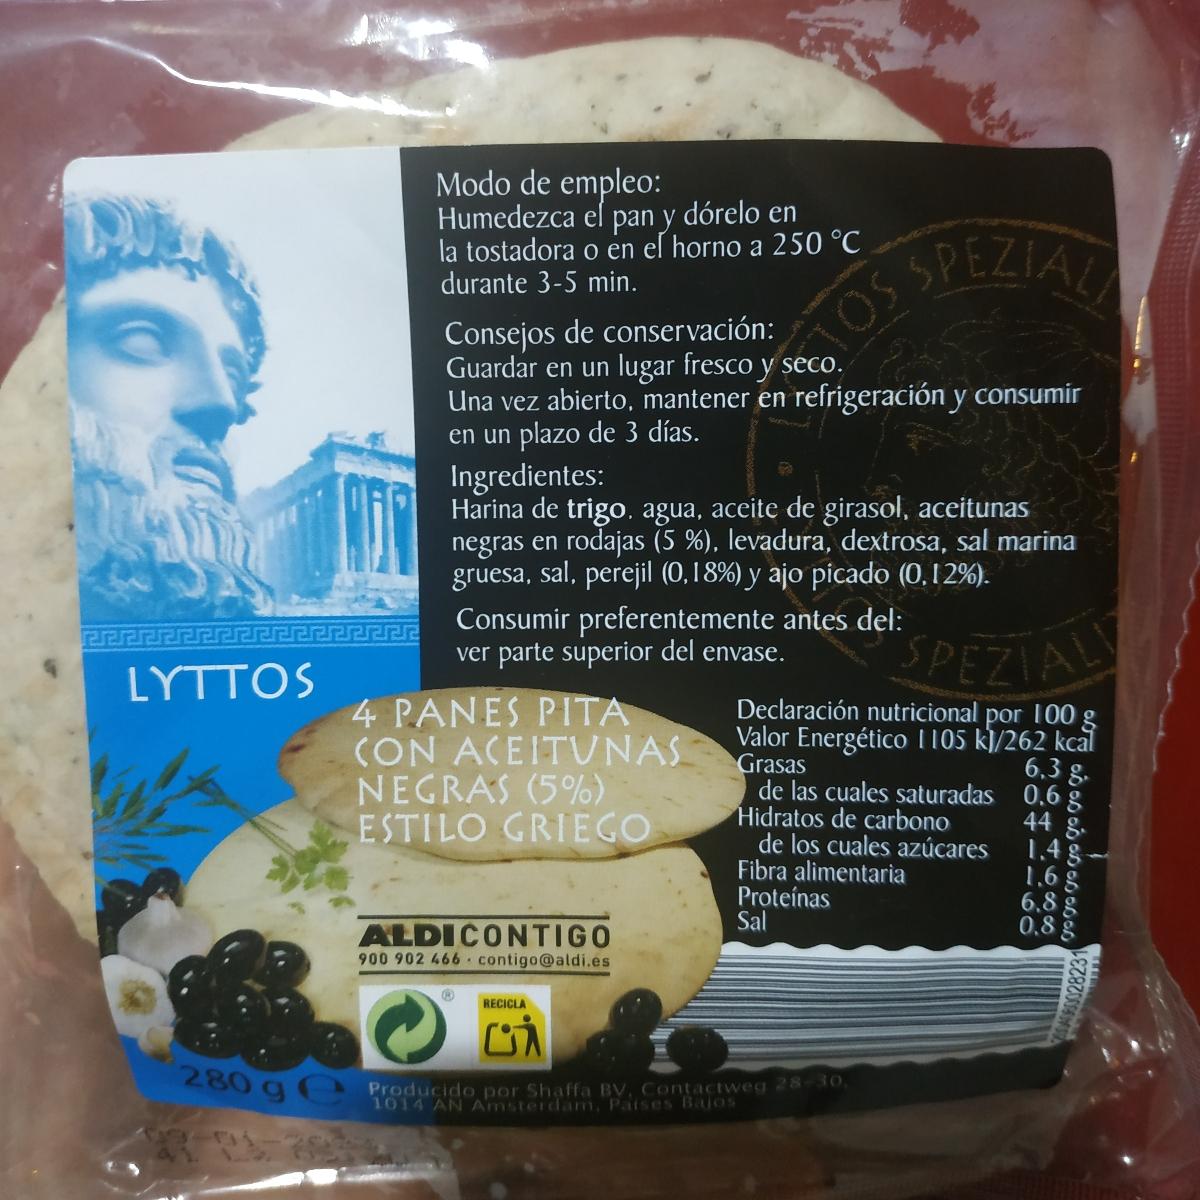 Modo de empleo:
Humedezca el pan y dórelo en
la tostadora o en el horno a 250 °C
durante 3-5 min.
Consejos de conservación:
Guardar en un lugar fresco y seco.
Una vez abierto, mantener en refrigeración y consumir
en un plazo de 3 días.
Ingredientes:
Harina de trigo, agua, aceite de girasol, aceitunas
negras en rodajas (5 %), levadura, dextrosa, sal marina
gruesa, sal, perejil (0,18%) y ajo picado (0,12%).
Consumir preferentemente antes del:
ver parte superior del envase.
LYTTOS SPEZIALI
SPEZIALI
LYTTOS
4 PANES PITA
CON ACEITUNAS
NEGRAS (5%)
ESTILO GRIEGO
Declaración nutricional por 100 g
Valor Energético 1105 kJ/262 kcal
Grasas 6.3 g.
de las cuales saturadas 0.6 g
Hidratos de carbono 44 g.
de los cuales azúcares 1.4 g
Fibra alimentaria 1.6 g
Proteínas 6.8 g
Sal 0.8 g
ALDI CONTIGO
900 902 466 · contigo@aldi.es
®
RECICLA
280 g e
Producido por Shaffa BV, Contactweg 28-30,
1014 AN Amsterdam, Países Bajos